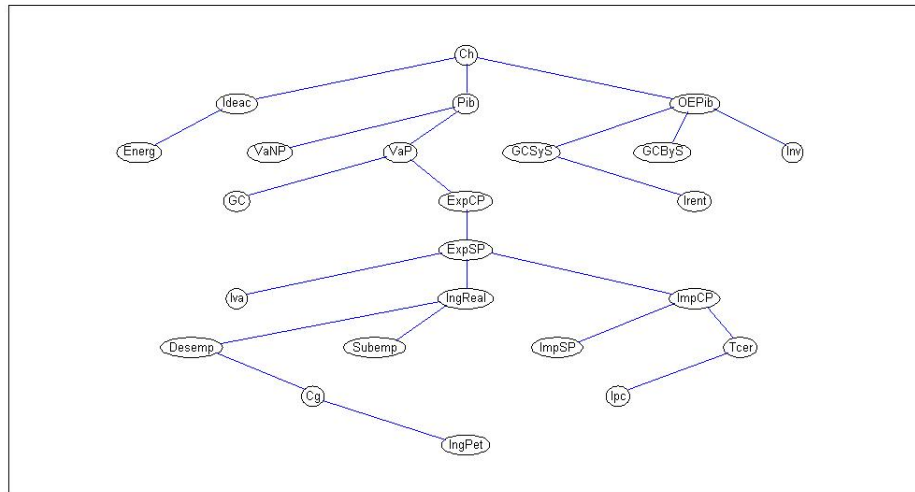 Ch
Ideac Pib OEPib
Energ VaNP VaP GCSyS GCByS Inv
GC ExpCP Irent
ExpSP
Iva IngReal ImpCP
Desemp Subemp ImpSP Tcer
Cg Ipc
IngPet